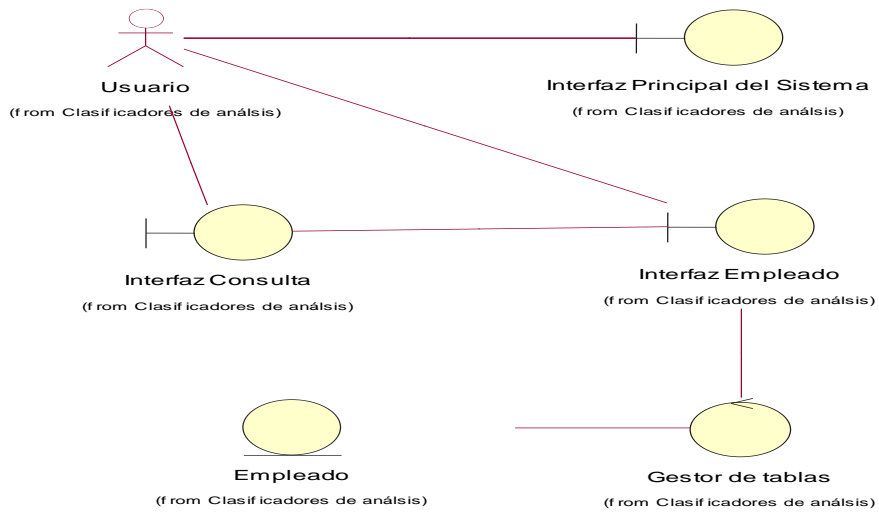 Usuario
(from Clasificadores de análsis)
Interfaz Principal del Sistema
(from Clasificadores de análsis)
Interfaz Consulta
(from Clasificadores de análsis)
Interfaz Empleado
(from Clasificadores de análsis)
Empleado
(from Clasificadores de análsis)
Gestor de tablas
(from Clasificadores de análsis)